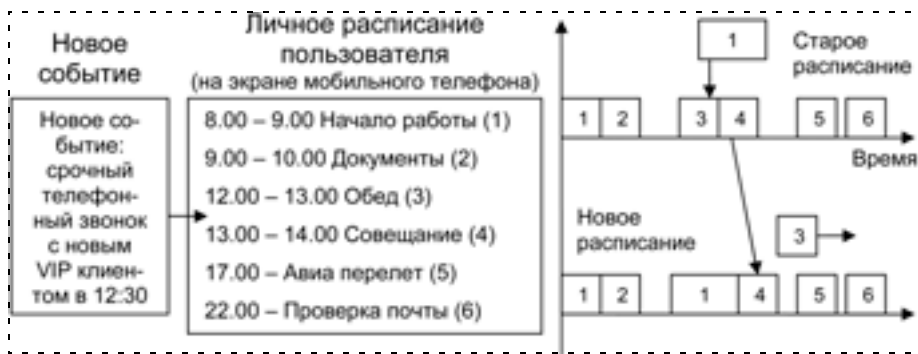 Новое
событие
Новое со-
бытие:
срочный
телефон-
ный звонок
с новым
VIP клиен-
том в 12:30
Личное расписание
пользователя
(на экране мобильного телефона)
8.00 – 9.00 Начало работы (1)
9.00 – 10.00 Документы (2)
12.00 – 13.00 Обед (3)
13.00 – 14.00 Совещание (4)
17.00 – Авиа перелет (5)
22.00 – Проверка почты (6)
1
Старое
расписание
1 2 3 4 5 6
Время
Новое
расписание
3
1 2 1 4 5 6